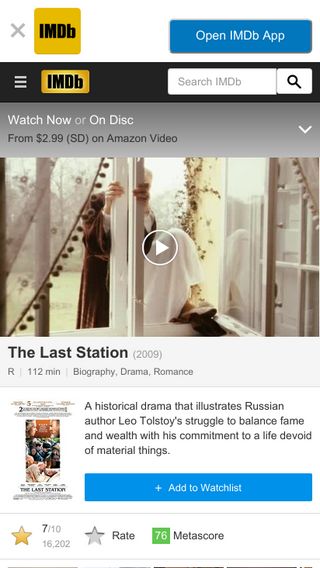 IMDb
Open IMDb App
IMDb
Search IMDb
Watch Now or On Disc
From $2.99 (SD) on Amazon Video
The Last Station (2009)
R | 112 min | Biography, Drama, Romance
A historical drama that illustrates Russian
author Leo Tolstoy's struggle to balance fame
and wealth with his commitment to a life devoid
of material things.
THE LAST STATION
+ Add to Watchlist
7/10
16,202
Rate
76 Metascore